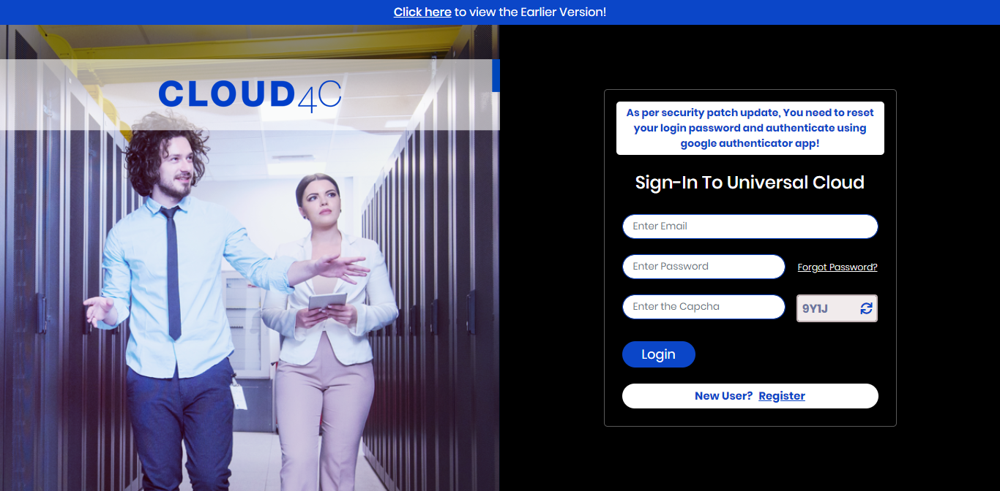 Click here to view the Earlier Version!
CLOUD4C
As per security patch update, You need to reset
your login password and authenticate using
google authenticator app!
Sign-In To Universal Cloud
Enter Email
Enter Password
Forgot Password?
Enter the Capcha
9Y1J
Login
New User? Register